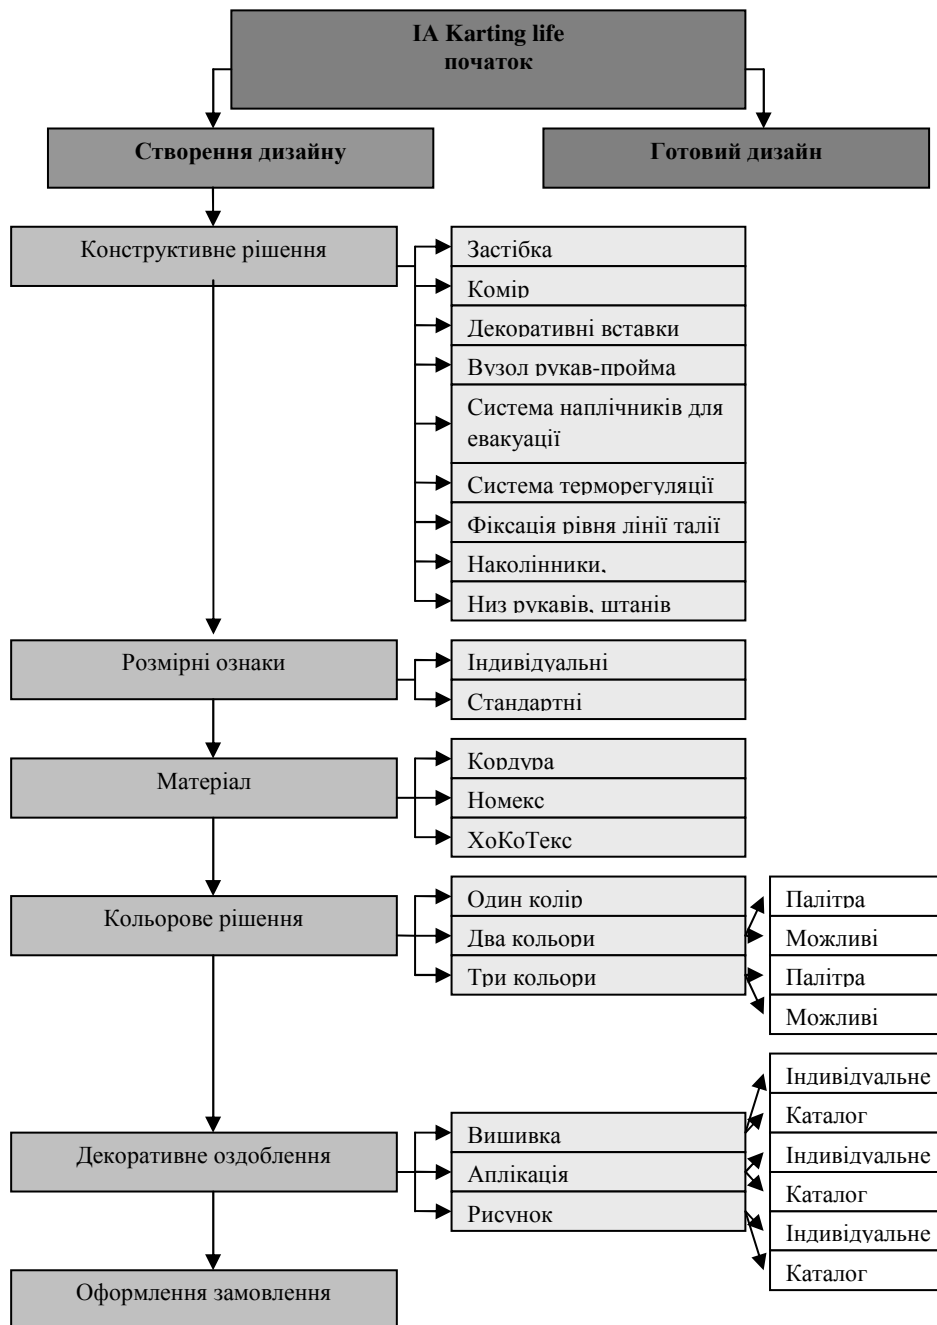 IA Karting life
початок
Створення дизайну
Готовий дизайн
Конструктивне рішення
Застібка
Комір
Декоративні вставки
Вузол рукав-пройма
Система наплічників для
евакуації
Система терморегуляції
Фіксація рівня лінії талії
Наколінники,
Низ рукавів, штанів
Розмірні ознаки
Індивідуальні
Стандартні
Матеріал
Кордура
Номекс
ХоКоТекс
Кольорове рішення
Один колір
Два кольори
Три кольори
Палітра
Можливі
Палітра
Можливі
Декоративне оздоблення
Вишивка
Аплікація
Рисунок
Індивідуальне
Каталог
Індивідуальне
Каталог
Індивідуальне
Каталог
Оформлення замовлення